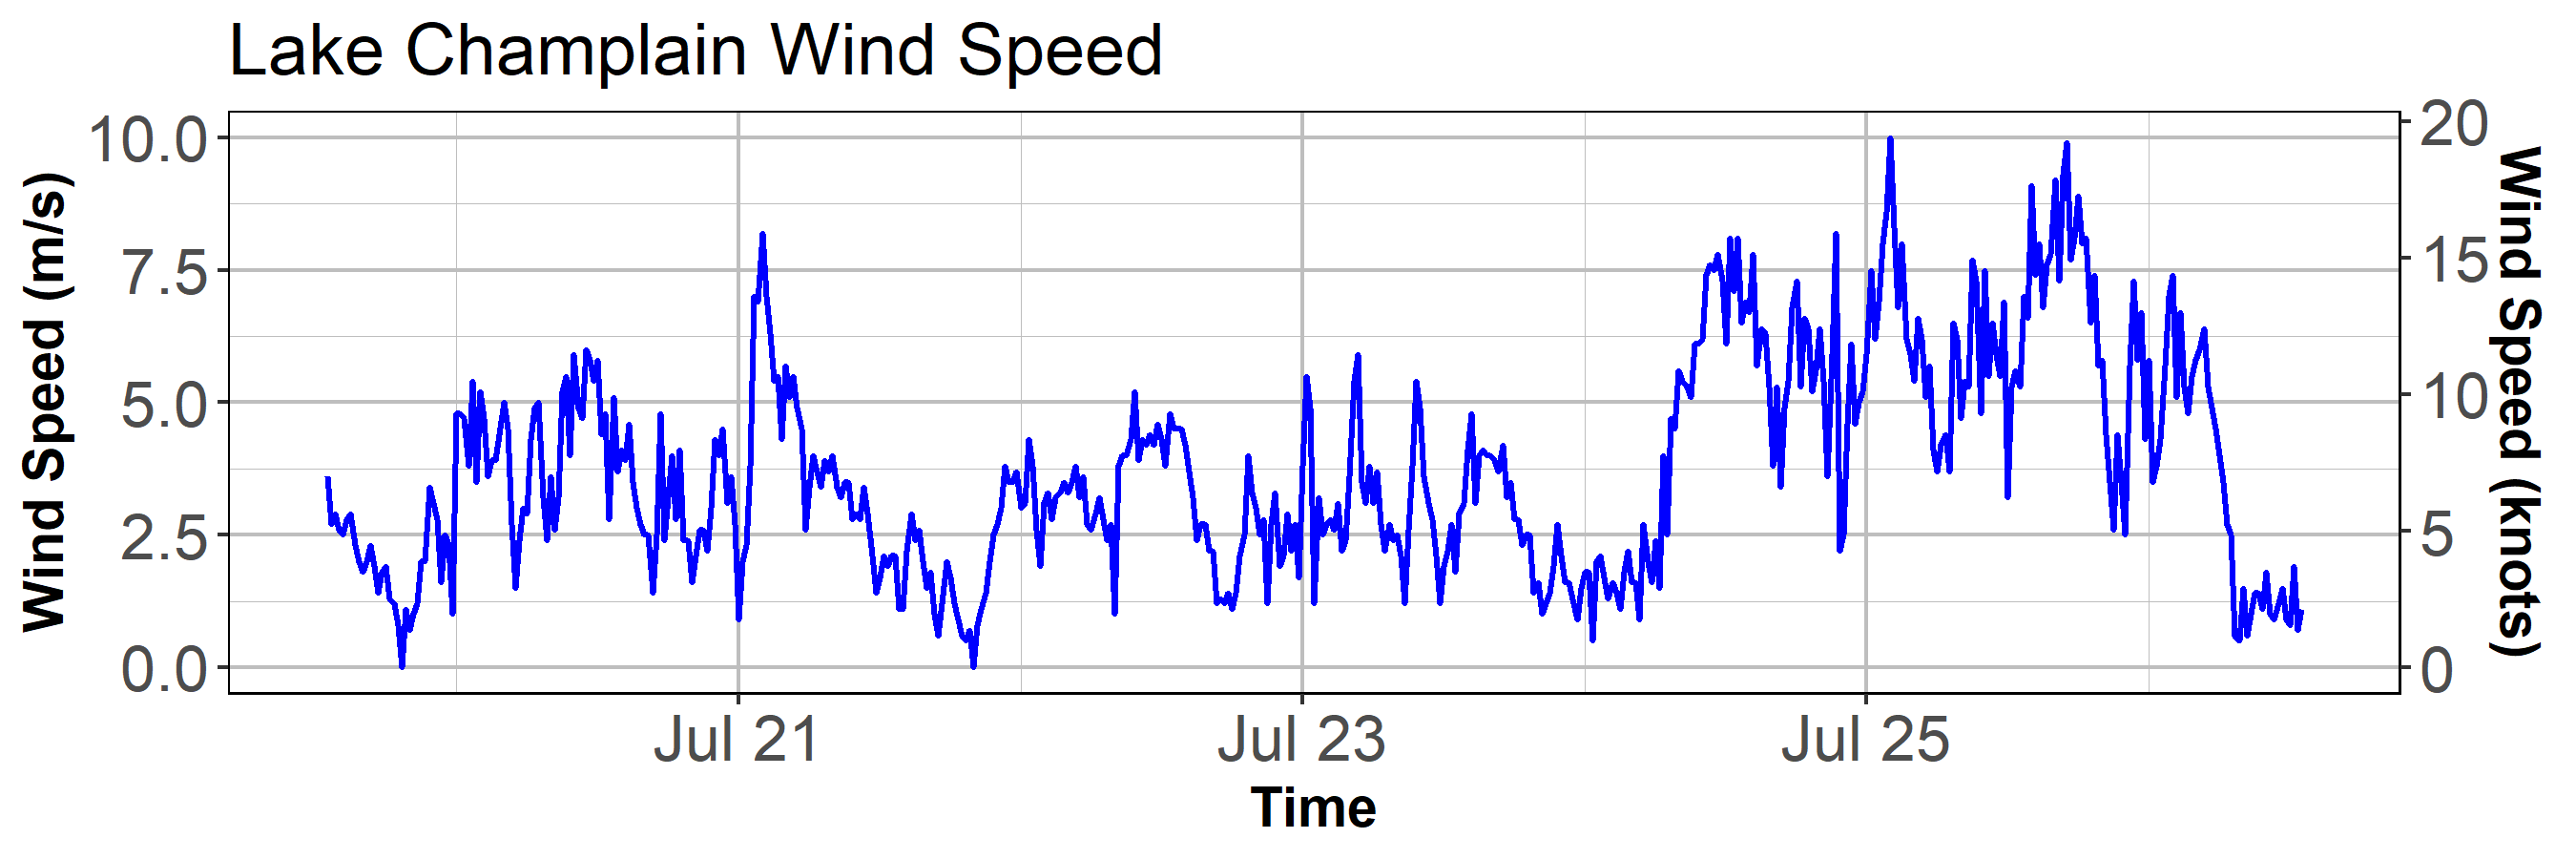 Lake Champlain Wind Speed
Wind Speed (m/s)
10.0
7.5
5.0
2.5
0.0
20
15
10
5
0
Wind Speed (knots)
Jul 21
Jul 23
Jul 25
Time